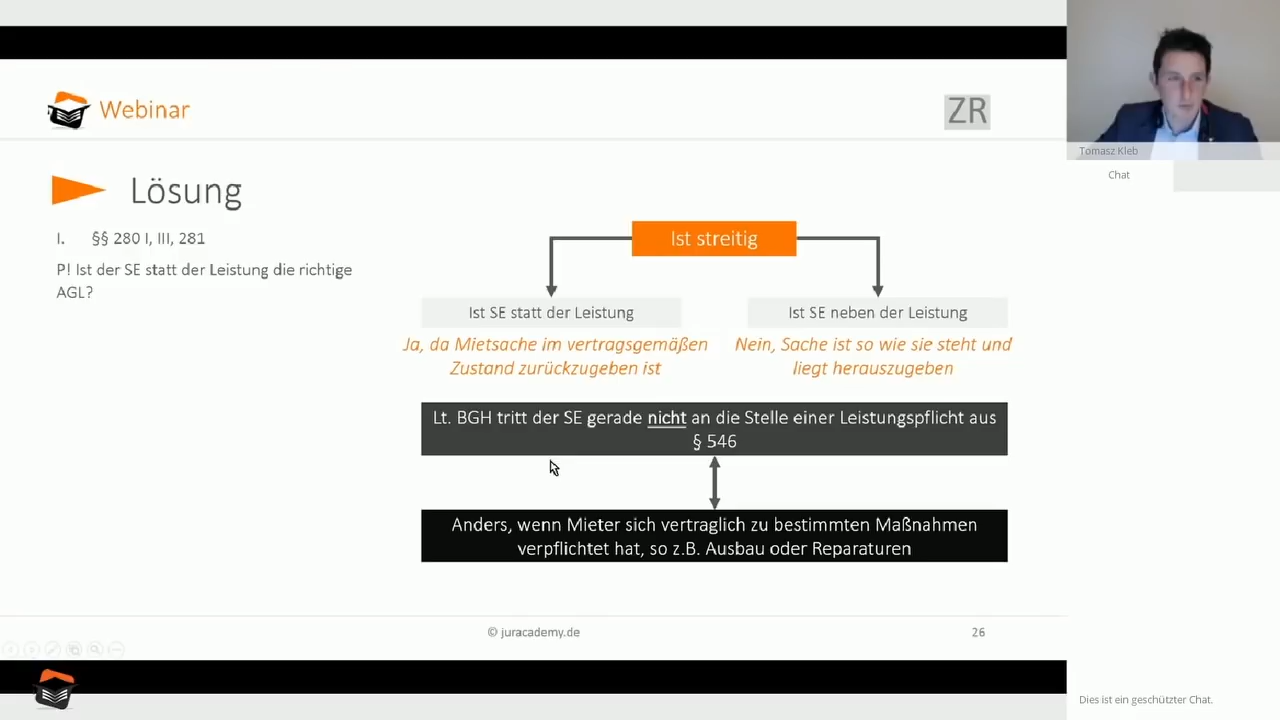 Webinar
ZR
Tomasz Kleb
Chat
Lösung
I. §§ 280 I, III, 281
P! Ist der SE statt der Leistung die richtige
AGL?
Ist streitig
Ist SE statt der Leistung
Ja, da Mietsache im vertragsgemäßen
Zustand zurückzugeben ist
Ist SE neben der Leistung
Nein, Sache ist so wie sie steht und
liegt herauszugeben
Lt. BGH tritt der SE gerade nicht an die Stelle einer Leistungspflicht aus
§ 546
Anders, wenn Mieter sich vertraglich zu bestimmten Maßnahmen
verpflichtet hat, so z.B. Ausbau oder Reparaturen
© juracademy.de
26
Dies ist ein geschützter Chat.